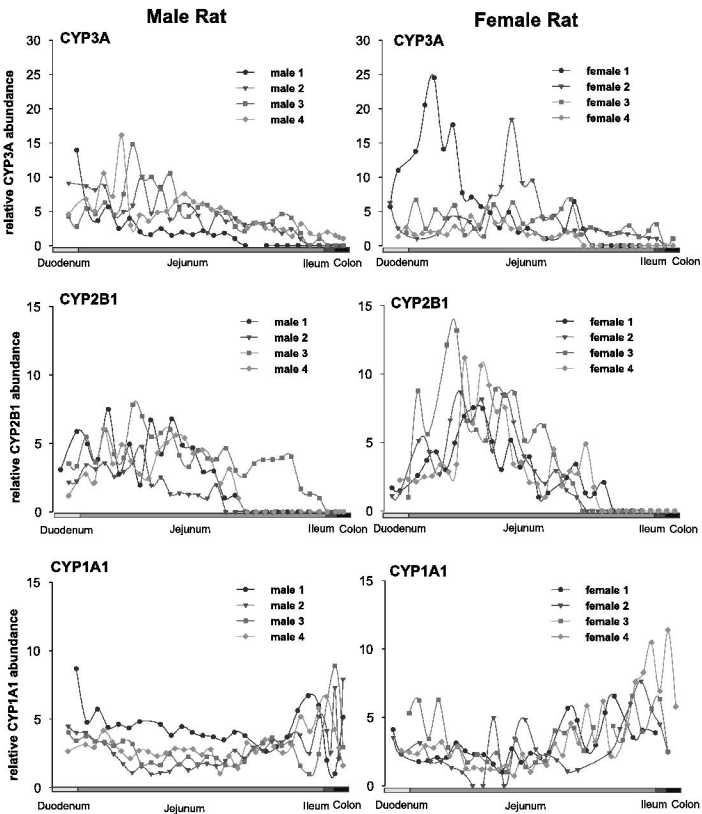 Male Rat
Female Rat
CYP3A
CYP3A
relative CYP3A abundance
30
25
20
15
10
5
0
male 1
male 2
male 3
male 4
Duodenum Jejunum Ileum Colon
30
25
20
15
10
5
0
female 1
female 2
female 3
female 4
Duodenum Jejunum Ileum Colon
CYP2B1
CYP2B1
relative CYP2B1 abundance
15
10
5
0
male 1
male 2
male 3
male 4
Duodenum Jejunum Ileum Colon
15
10
5
0
female 1
female 2
female 3
female 4
Duodenum Jejunum Ileum Colon
CYP1A1
CYP1A1
relative CYP1A1 abundance
15
10
5
0
male 1
male 2
male 3
male 4
Duodenum Jejunum Ileum Colon
15
10
5
0
female 1
female 2
female 3
female 4
Duodenum Jejunum Ileum Colon